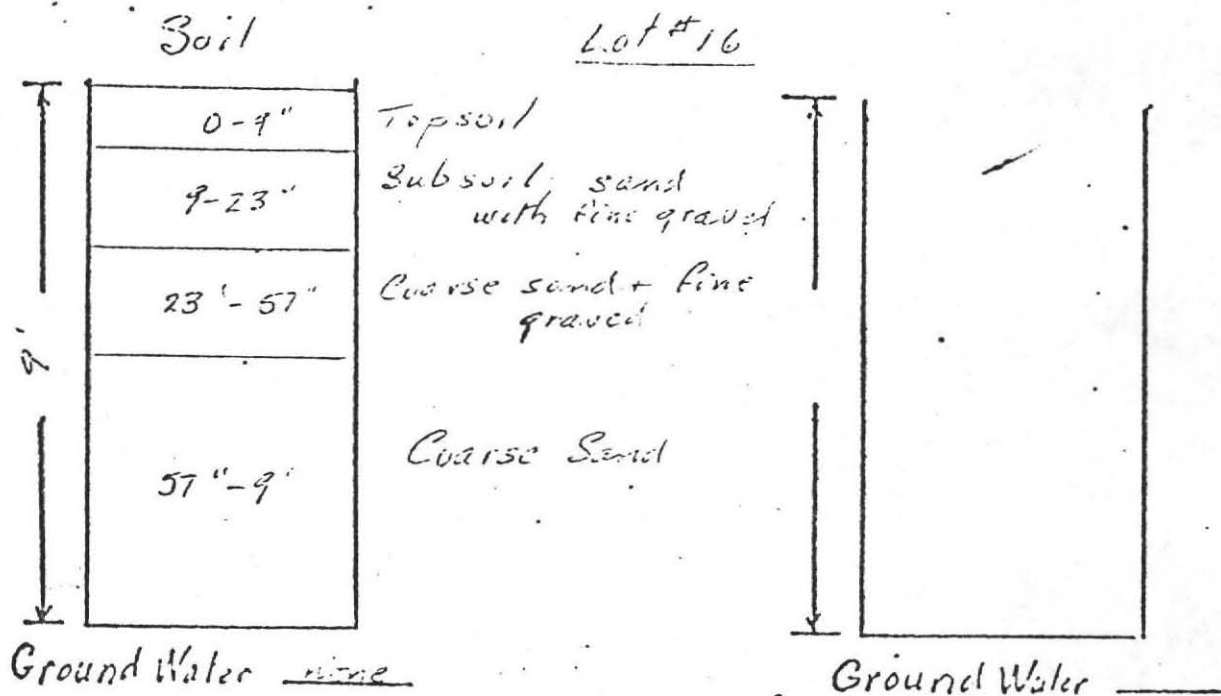 Soil
Lot #16
0-9" Topsoil
9-23" Subsoil, sand
with fine gravel
23"-57" Coarse sand + fine
gravel
9'
57"-9' Coarse Sand
Ground Water none
Ground Water